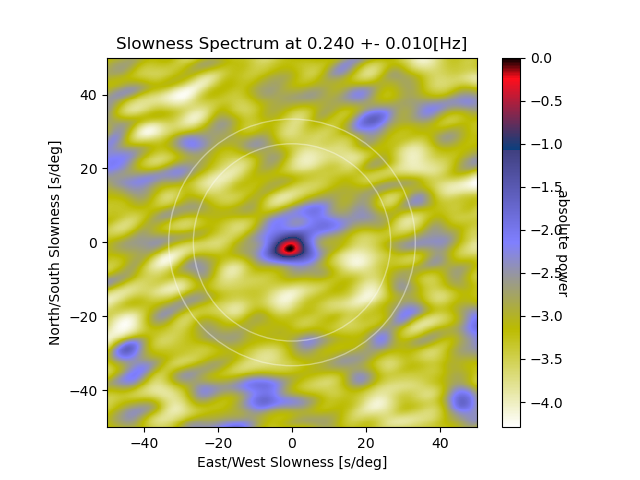 Slowness Spectrum at 0.240 +- 0.010[Hz]
North/South Slowness [s/deg]
40
20
0
−20
−40
−40 −20 0 20 40
East/West Slowness [s/deg]
0.0
−0.5
−1.0
−1.5
−2.0
−2.5
−3.0
−3.5
−4.0
absolute power